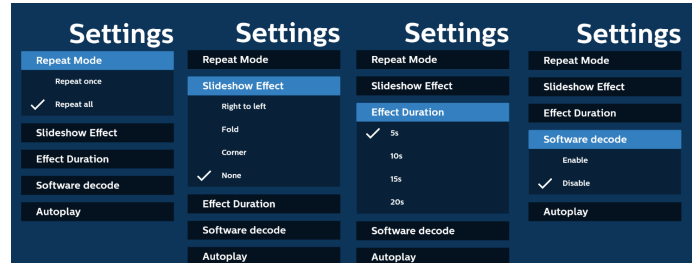 Settings
Repeat Mode
Repeat once
Repeat all
Slideshow Effect
Effect Duration
Software decode
Autoplay
Settings
Repeat Mode
Slideshow Effect
Right to left
Fold
Corner
None
Effect Duration
Software decode
Autoplay
Settings
Repeat Mode
Slideshow Effect
Effect Duration
5s
10s
15s
20s
Software decode
Autoplay
Settings
Repeat Mode
Slideshow Effect
Effect Duration
Software decode
Enable
Disable
Autoplay